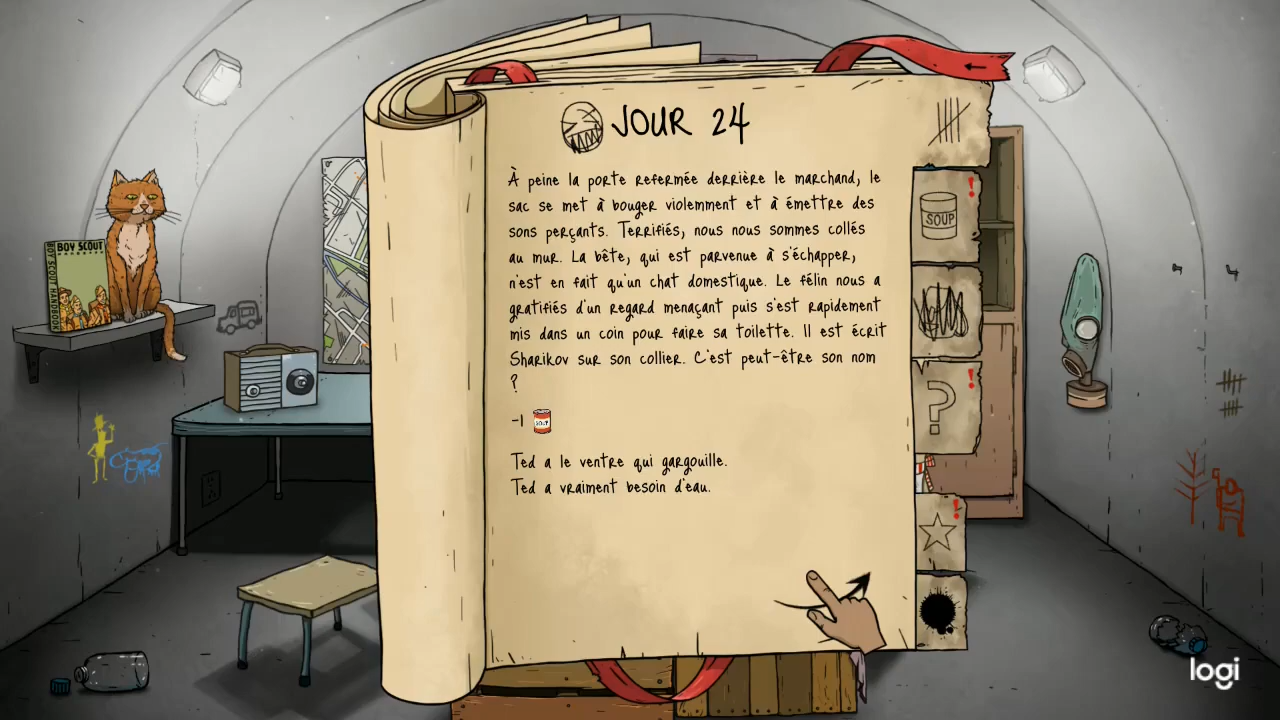 JOUR 24
À peine la porte refermée derrière le marchand, le
sac se met à bouger violemment et à émettre des
sons perçants. Terrifiés, nous nous sommes collés
au mur. La bête, qui est parvenue à s'échapper,
n'est en fait qu'un chat domestique. Le félin nous a
gratifiés d'un regard menaçant puis s'est rapidement
mis dans un coin pour faire sa toilette. Il est écrit
Sharikov sur son collier. C'est peut-être son nom
?
-1 SOUP
Ted a le ventre qui gargouille.
Ted a vraiment besoin d'eau.
SOUP
!
!
?
!
BOY SCOUT
BOY SCOUT HANDBOOK
logi